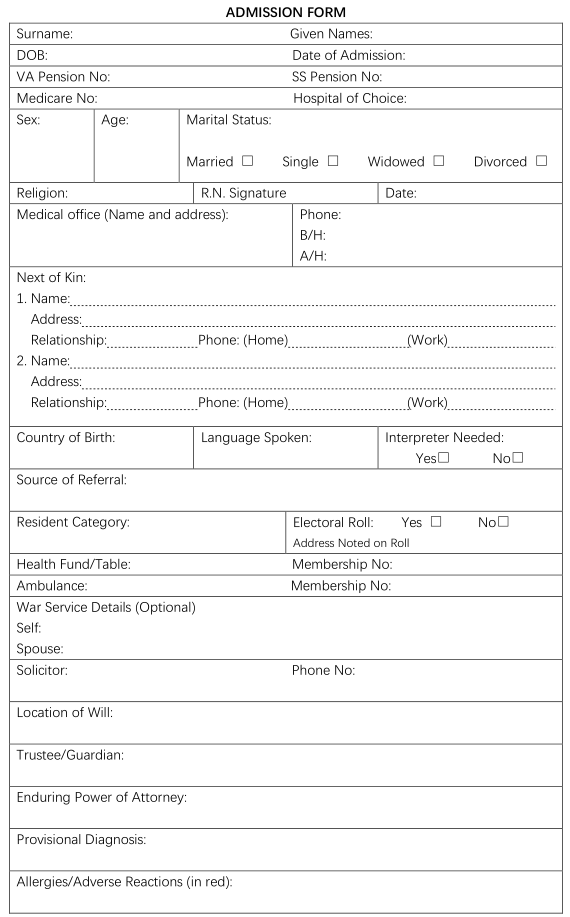 ADMISSION FORM
Surname: Given Names:
DOB: Date of Admission:
VA Pension No: SS Pension No:
Medicare No: Hospital of Choice:
Sex: Age: Marital Status:
Married ☐ Single ☐ Widowed ☐ Divorced ☐
Religion: R.N. Signature Date:
Medical office (Name and address): Phone:
B/H:
A/H:
Next of Kin:
1. Name:
Address:
Relationship: Phone: (Home) (Work)
2. Name:
Address:
Relationship: Phone: (Home) (Work)
Country of Birth: Language Spoken: Interpreter Needed:
Yes☐ No☐
Source of Referral:
Resident Category: Electoral Roll: Yes ☐ No☐
Address Noted on Roll
Health Fund/Table: Membership No:
Ambulance: Membership No:
War Service Details (Optional)
Self:
Spouse:
Solicitor: Phone No:
Location of Will:
Trustee/Guardian:
Enduring Power of Attorney:
Provisional Diagnosis:
Allergies/Adverse Reactions (in red):